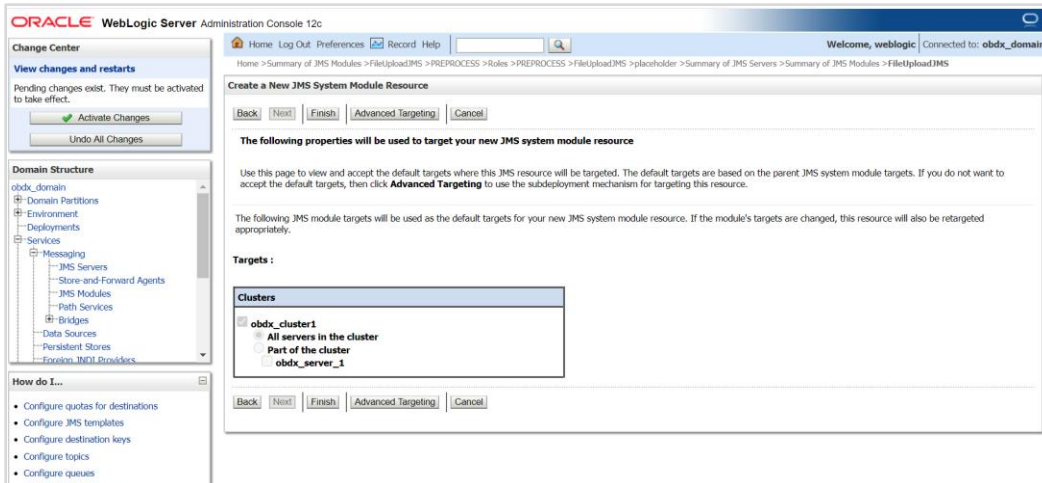 ORACLE WebLogic Server Administration Console 12c
Change Center
View changes and restarts
Pending changes exist. They must be activated
to take effect.
Activate Changes
Undo All Changes
Domain Structure
obdx_domain
Domain Partitions
Environment
Deployments
Services
Messaging
JMS Servers
Store-and-Forward Agents
JMS Modules
Path Services
Bridges
Data Sources
Persistent Stores
Foreign JNDI Providers
How do I...
Configure quotas for destinations
Configure JMS templates
Configure destination keys
Configure topics
Configure queues
Home Log Out Preferences Record Help
Welcome, weblogic Connected to: obdx_domain
Home >Summary of JMS Modules >FileUploadJMS >PREPROCESS >Roles >PREPROCESS >FileUploadJMS >placeholder >Summary of JMS Servers >Summary of JMS Modules >FileUploadJMS
Create a New JMS System Module Resource
Back Next Finish Advanced Targeting Cancel
The following properties will be used to target your new JMS system module resource
Use this page to view and accept the default targets where this JMS resource will be targeted. The default targets are based on the parent JMS system module targets. If you do not want to
accept the default targets, then click Advanced Targeting to use the subdeployment mechanism for targeting this resource.
The following JMS module targets will be used as the default targets for your new JMS system module resource. If the module's targets are changed, this resource will also be retargeted
appropriately.
Targets :
Clusters
obdx_cluster1
All servers in the cluster
Part of the cluster
obdx_server_1
Back Next Finish Advanced Targeting Cancel